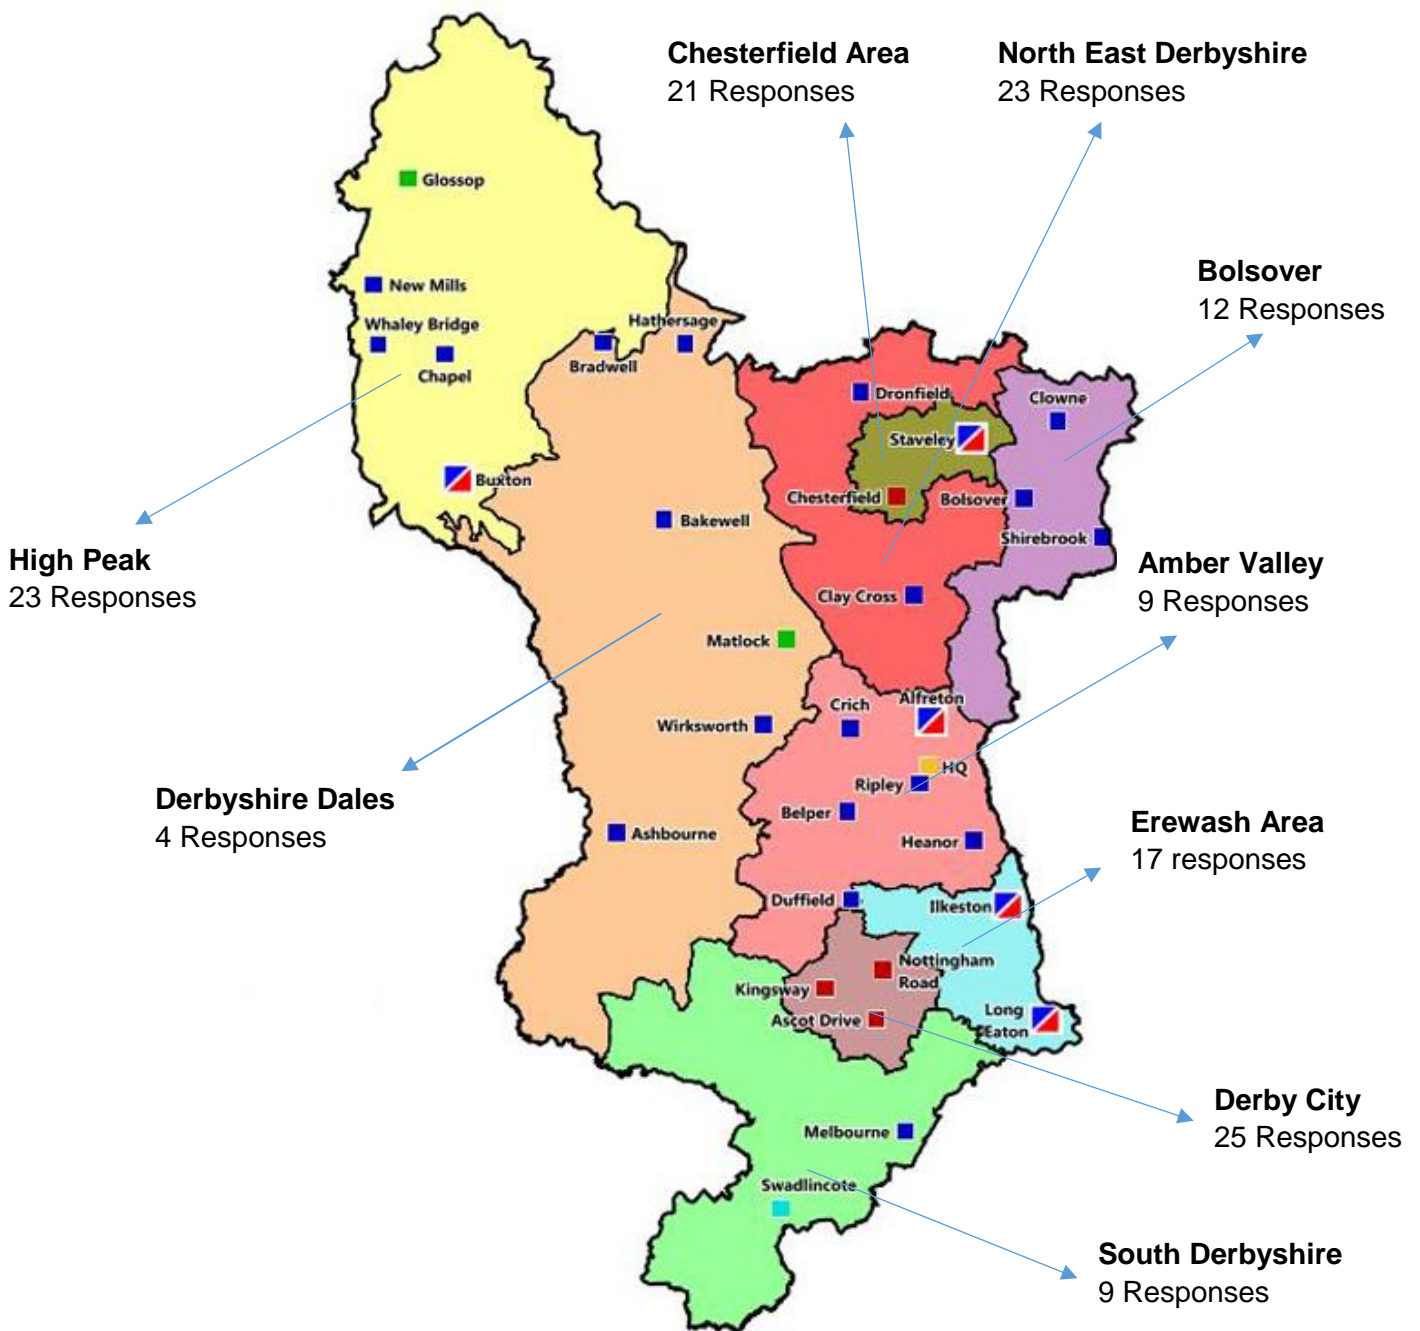 Chesterfield Area
21 Responses
North East Derbyshire
23 Responses
Glossop
Bolsover
12 Responses
New Mills
Whaley Bridge
Chapel
Hathersage
Bradwell
Dronfield
Clowne
Staveley
Buxton
Chesterfield
Bolsover
Bakewell
Shirebrook
High Peak
23 Responses
Amber Valley
9 Responses
Clay Cross
Matlock
Wirksworth
Crich
Alfreton
HQ
Ripley
Derbyshire Dales
4 Responses
Belper
Ashbourne
Heanor
Erewash Area
17 responses
Duffield
Ilkeston
Nottingham
Road
Kingsway
Ascot Drive
Long
Eaton
Derby City
25 Responses
Melbourne
Swadlincote
South Derbyshire
9 Responses